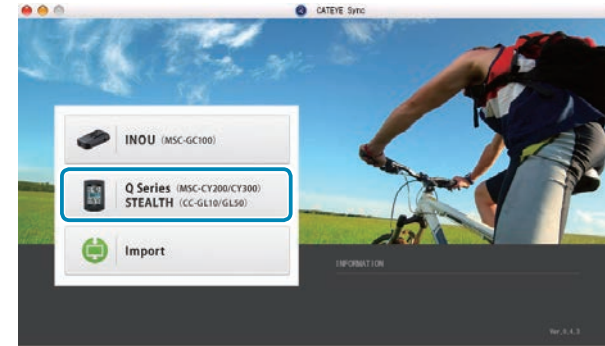 CATEYE Sync
INOU (MSC-GC100)
Q Series (MSC-CY200/CY300)
STEALTH (CC-GL10/GL50)
Import
INFORMATION